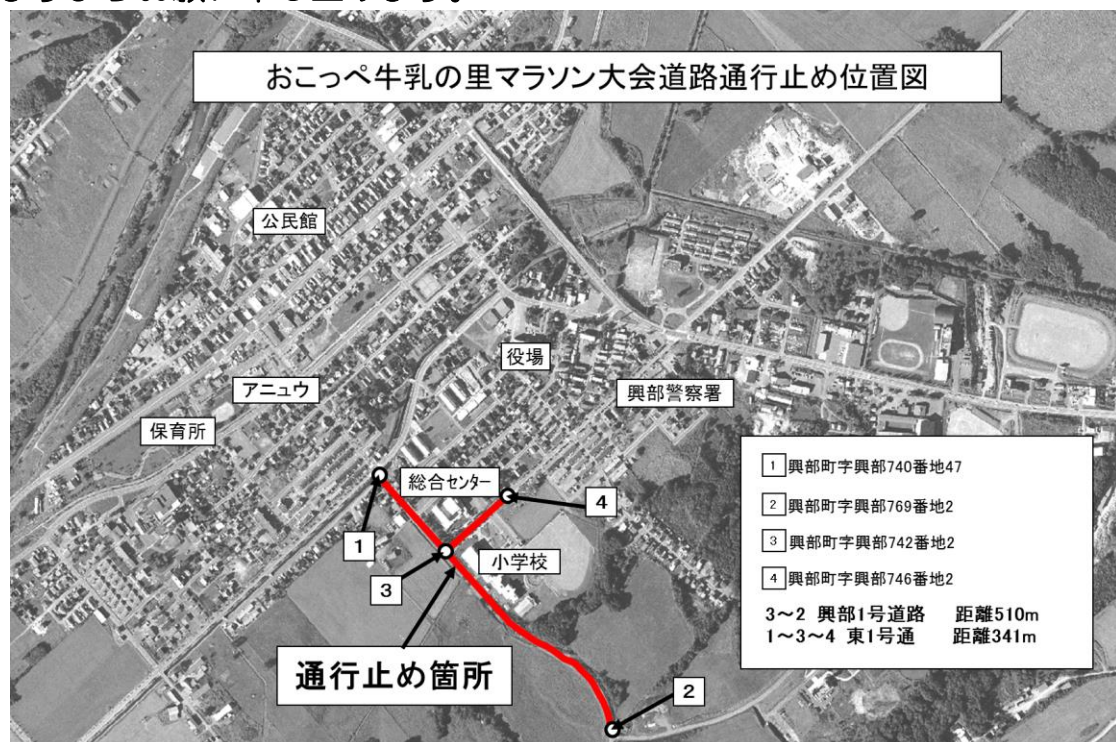 おこっぺ牛乳の里マラソン大会道路通行止め位置図
公民館
役場
アニュウ
興部警察署
保育所
総合センター
4
1
小学校
3
通行止め箇所
2
1 興部町字興部740番地47
2 興部町字興部769番地2
3 興部町字興部742番地2
4 興部町字興部746番地2
3～2 興部1号道路 距離510m
1～3～4 東1号通 距離341m